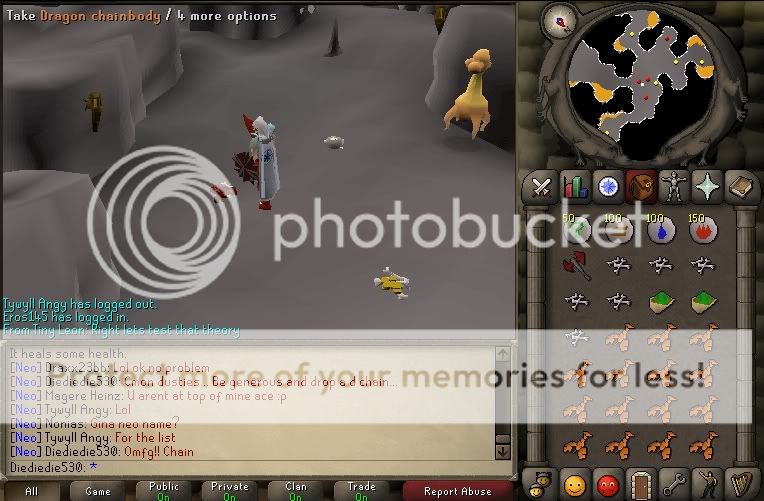 Take Dragon chainbody / 4 more options
50 100 100 150
photobucket
Tywyll Angy has logged out.
Eros145 has logged in.
From Tiny Leon: Right lets test that theory
It heals some health.
[Neo] Draxx23bb: Lol ok no problem
Protect more of your memories for less!
[Neo] Diediedie530: Cmon dusties... Be generous and drop a d chain...
[Neo] Magere Heinz: U arent at top of mine ace :p
[Neo] Tywyll Angy: Lol
[Neo] Nonias: Gina neo name?
[Neo] Tywyll Angy: For the list
[Neo] Diediedie530: Omfg!! Chain
Diediedie530: *
All Game Public On Private On Clan On Trade On Report Abuse